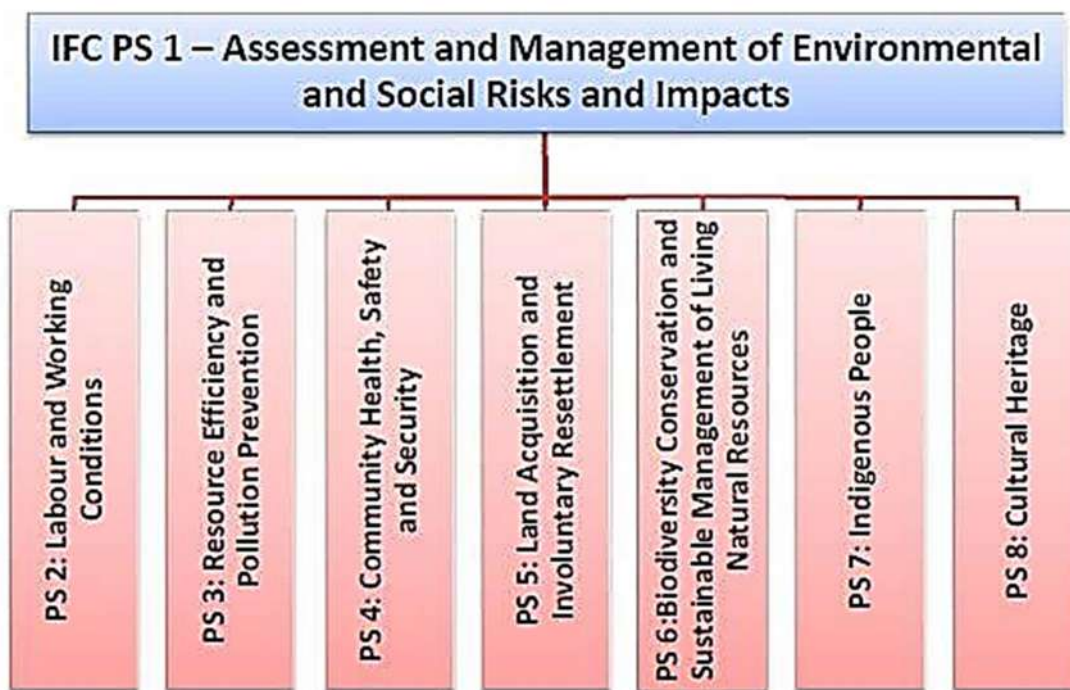 IFC PS 1 – Assessment and Management of Environmental
and Social Risks and Impacts
PS 2: Labour and Working
Conditions
PS 3: Resource Efficiency and
Pollution Prevention
PS 4: Community Health, Safety
and Security
PS 5: Land Acquisition and
Involuntary Resettlement
PS 6:Biodiversity Conservation and
Sustainable Management of Living
Natural Resources
PS 7: Indigenous People
PS 8: Cultural Heritage